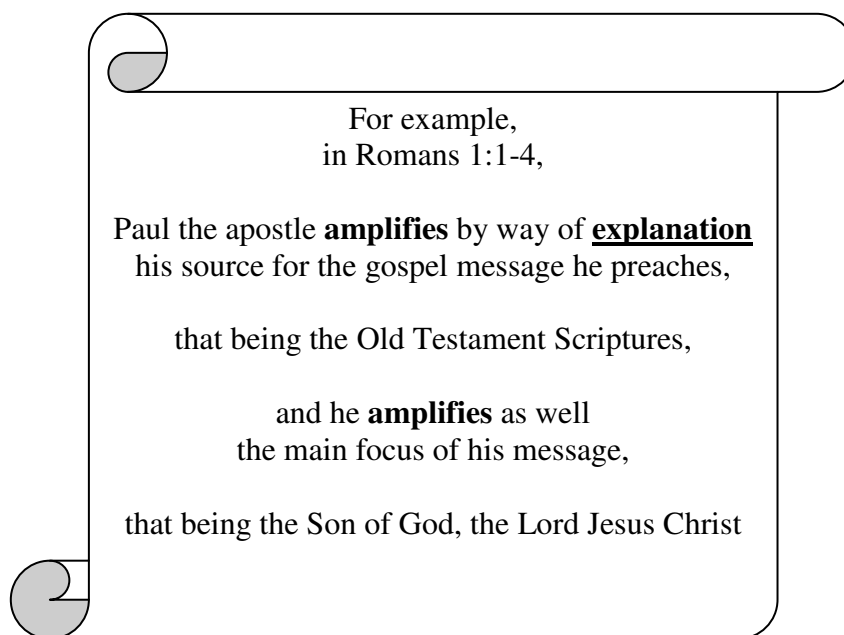 For example,
in Romans 1:1-4,
Paul the apostle amplifies by way of explanation
his source for the gospel message he preaches,
that being the Old Testament Scriptures,
and he amplifies as well
the main focus of his message,
that being the Son of God, the Lord Jesus Christ